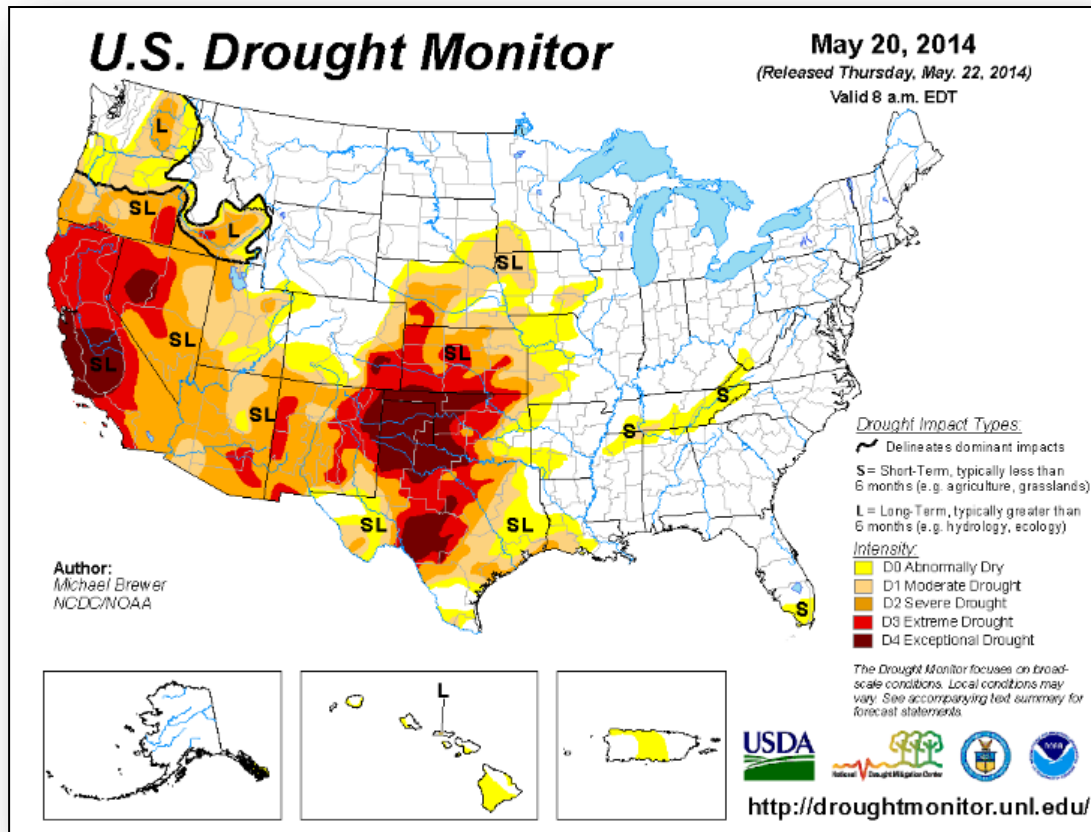 U.S. Drought Monitor
May 20, 2014
(Released Thursday, May. 22, 2014)
Valid 8 a.m. EDT
L
SL
L
SL
SL
SL
SL
SL
S
S
SL
SL
S
Author:
Michael Brewer
NCDC/NOAA
Drought Impact Types:
Delineates dominant impacts
S = Short-Term, typically less than
6 months (e.g. agriculture, grasslands)
L = Long-Term, typically greater than
6 months (e.g. hydrology, ecology)
Intensity:
D0 Abnormally Dry
D1 Moderate Drought
D2 Severe Drought
D3 Extreme Drought
D4 Exceptional Drought
The Drought Monitor focuses on broad-
scale conditions. Local conditions may
vary. See accompanying text summary for
forecast statements.
L
USDA
National Drought Mitigation Center
http://droughtmonitor.unl.edu/